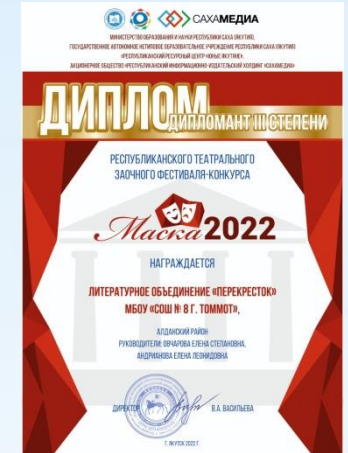 САХАМЕДИА
МИНИСТЕРСТВО ОБРАЗОВАНИЯ И НАУКИ РЕСПУБЛИКИ САХА (ЯКУТИЯ),
ГОСУДАРСТВЕННОЕ АВТОНОМНОЕ НЕТИПОВОЕ ОБРАЗОВАТЕЛЬНОЕ УЧРЕЖДЕНИЕ РЕСПУБЛИКИ САХА (ЯКУТИЯ)
«РЕСПУБЛИКАНСКИЙ РЕСУРСНЫЙ ЦЕНТР «ЮНЫЕ ЯКУТЯНЕ»,
АКЦИОНЕРНОЕ ОБЩЕСТВО «РЕСПУБЛИКАНСКИЙ ИНФОРМАЦИОННО-ИЗДАТЕЛЬСКИЙ ХОЛДИНГ «САХАМЕДИА»
ДИПЛОМ
ДИПЛОМАНТ III СТЕПЕНИ
РЕСПУБЛИКАНСКОГО ТЕАТРАЛЬНОГО
ЗАОЧНОГО ФЕСТИВАЛЯ-КОНКУРСА
Маска 2022
НАГРАЖДАЕТСЯ
ЛИТЕРАТУРНОЕ ОБЪЕДИНЕНИЕ «ПЕРЕКРЕСТОК»
МБОУ «СОШ № 8 Г. ТОММОТ»,
АЛДАНСКИЙ РАЙОН
РУКОВОДИТЕЛИ: ОВЧАРОВА ЕЛЕНА СТЕПАНОВНА,
АНДРИАНОВА ЕЛЕНА ЛЕОНИДОВНА
ДИРЕКТОР В.А. ВАСИЛЬЕВА
Г. ЯКУТСК 2022 Г.